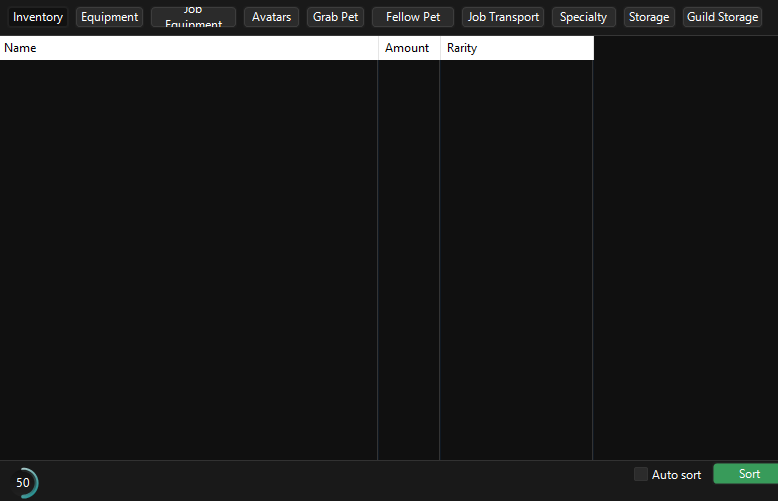 Inventory Equipment Job Equipment Avatars Grab Pet Fellow Pet Job Transport Specialty Storage Guild Storage
Name Amount Rarity
50 Auto sort Sort